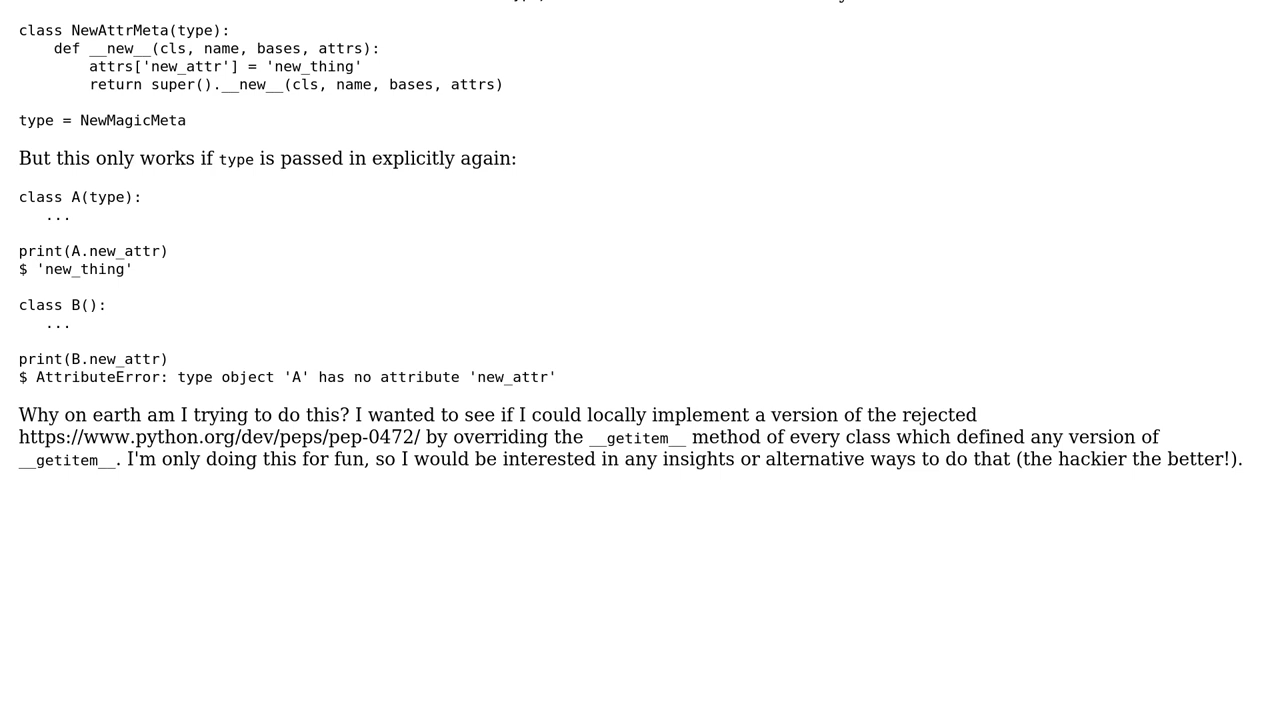 class NewAttrMeta(type):
    def __new__(cls, name, bases, attrs):
        attrs['new_attr'] = 'new_thing'
        return super().__new__(cls, name, bases, attrs)
type = NewMagicMeta
But this only works if type is passed in explicitly again:
class A(type):
   ...
print(A.new_attr)
$ 'new_thing'
class B():
   ...
print(B.new_attr)
$ AttributeError: type object 'A' has no attribute 'new_attr'
Why on earth am I trying to do this? I wanted to see if I could locally implement a version of the rejected
https://www.python.org/dev/peps/pep-0472/ by overriding the __getitem__ method of every class which defined any version of
__getitem__. I'm only doing this for fun, so I would be interested in any insights or alternative ways to do that (the hackier the better!).